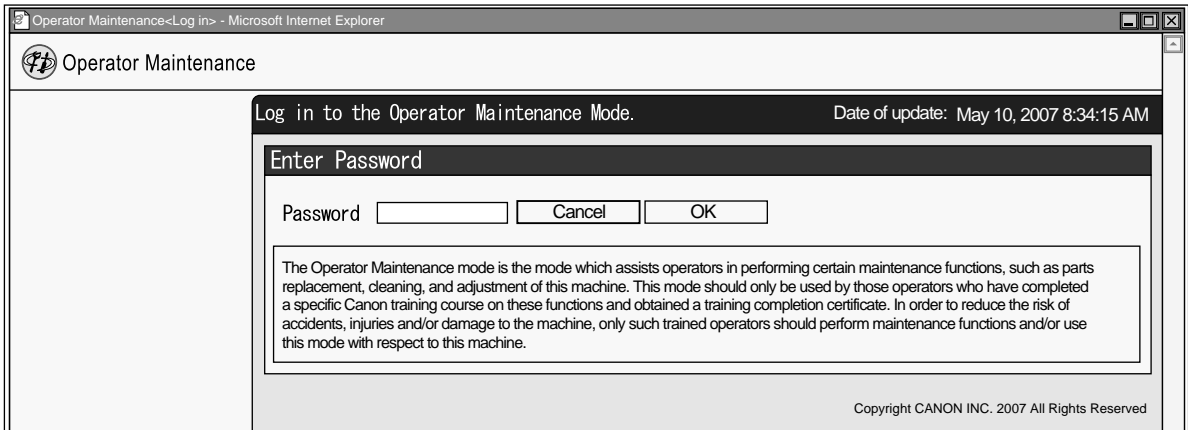 Operator Maintenance<Log in> - Microsoft Internet Explorer
Operator Maintenance
Log in to the Operator Maintenance Mode. Date of update: May 10, 2007 8:34:15 AM
Enter Password
Password Cancel OK
The Operator Maintenance mode is the mode which assists operators in performing certain maintenance functions, such as parts
replacement, cleaning, and adjustment of this machine. This mode should only be used by those operators who have completed
a specific Canon training course on these functions and obtained a training completion certificate. In order to reduce the risk of
accidents, injuries and/or damage to the machine, only such trained operators should perform maintenance functions and/or use
this mode with respect to this machine.
Copyright CANON INC. 2007 All Rights Reserved